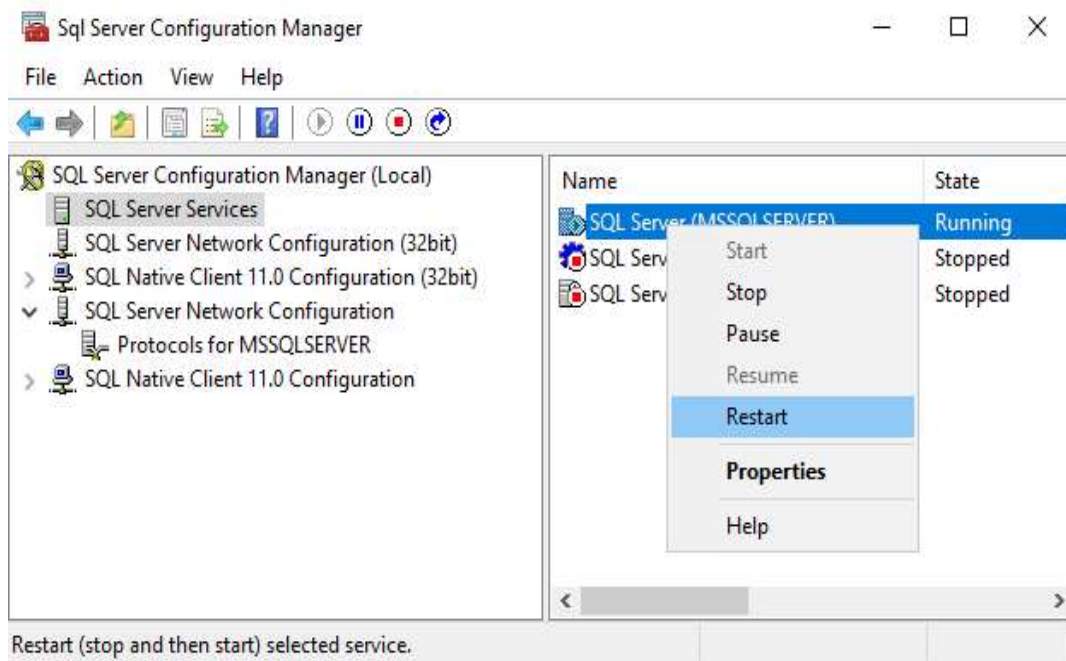 Sql Server Configuration Manager
File Action View Help
SQL Server Configuration Manager (Local)
SQL Server Services
SQL Server Network Configuration (32bit)
SQL Native Client 11.0 Configuration (32bit)
SQL Server Network Configuration
Protocols for MSSQLSERVER
SQL Native Client 11.0 Configuration
Name State
SQL Server (MSSQLSERVER) Running
SQL Serv Stopped
SQL Serv Stopped
Start
Stop
Pause
Resume
Restart
Properties
Help
Restart (stop and then start) selected service.